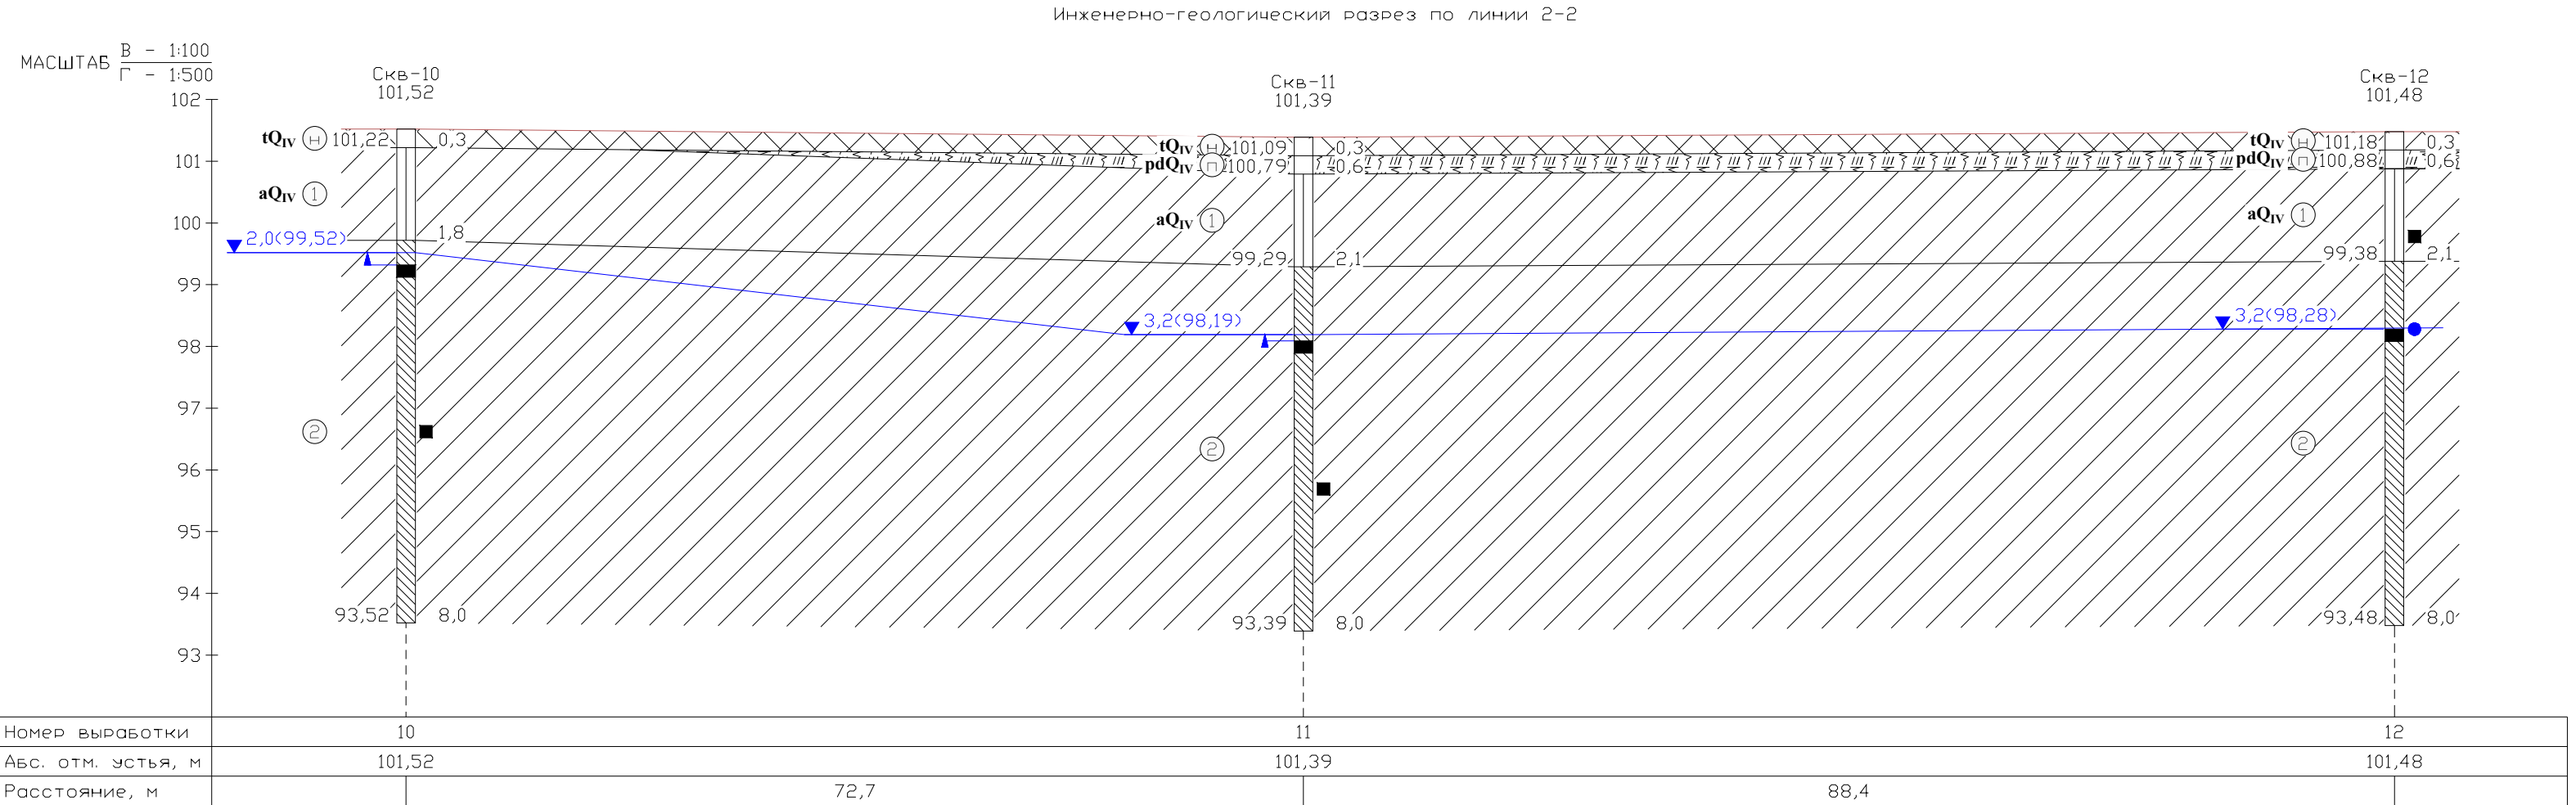 Инженерно-геологический разрез по линии 2-2
МАСШТАБ В - 1:100
Г - 1:500
Скв-10
101,52
Скв-11
101,39
Скв-12
101,48
102
101
100
99
98
97
96
95
94
93
tQIV н 101,22 0,3
aQIV 1
1,8
2,0(99,52)
2
93,52 8,0
tQIV н 101,09 0,3
pdQIV п 100,79 0,6
aQIV 1
99,29 2,1
3,2(98,19)
2
93,39 8,0
tQIV н 101,18 0,3
pdQIV п 100,88 0,6
aQIV 1
99,38 2,1
3,2(98,28)
2
93,48 8,0
Номер выработки 10 11 12
Абс. отм. устья, м 101,52 101,39 101,48
Расстояние, м 72,7 88,4